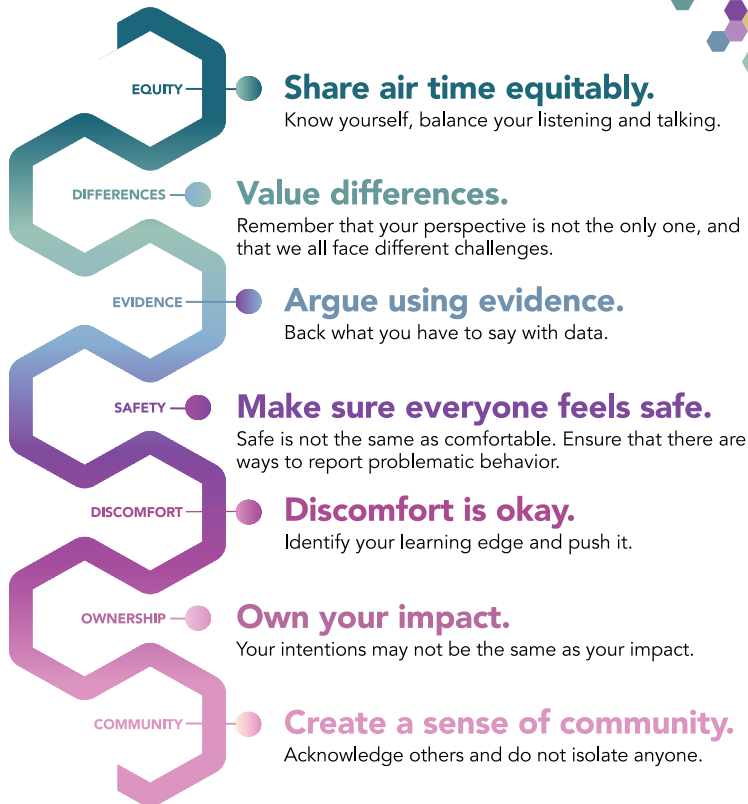 EQUITY
Share air time equitably.
Know yourself, balance your listening and talking.
DIFFERENCES
Value differences.
Remember that your perspective is not the only one, and
that we all face different challenges.
EVIDENCE
Argue using evidence.
Back what you have to say with data.
SAFETY
Make sure everyone feels safe.
Safe is not the same as comfortable. Ensure that there are
ways to report problematic behavior.
DISCOMFORT
Discomfort is okay.
Identify your learning edge and push it.
OWNERSHIP
Own your impact.
Your intentions may not be the same as your impact.
COMMUNITY
Create a sense of community.
Acknowledge others and do not isolate anyone.